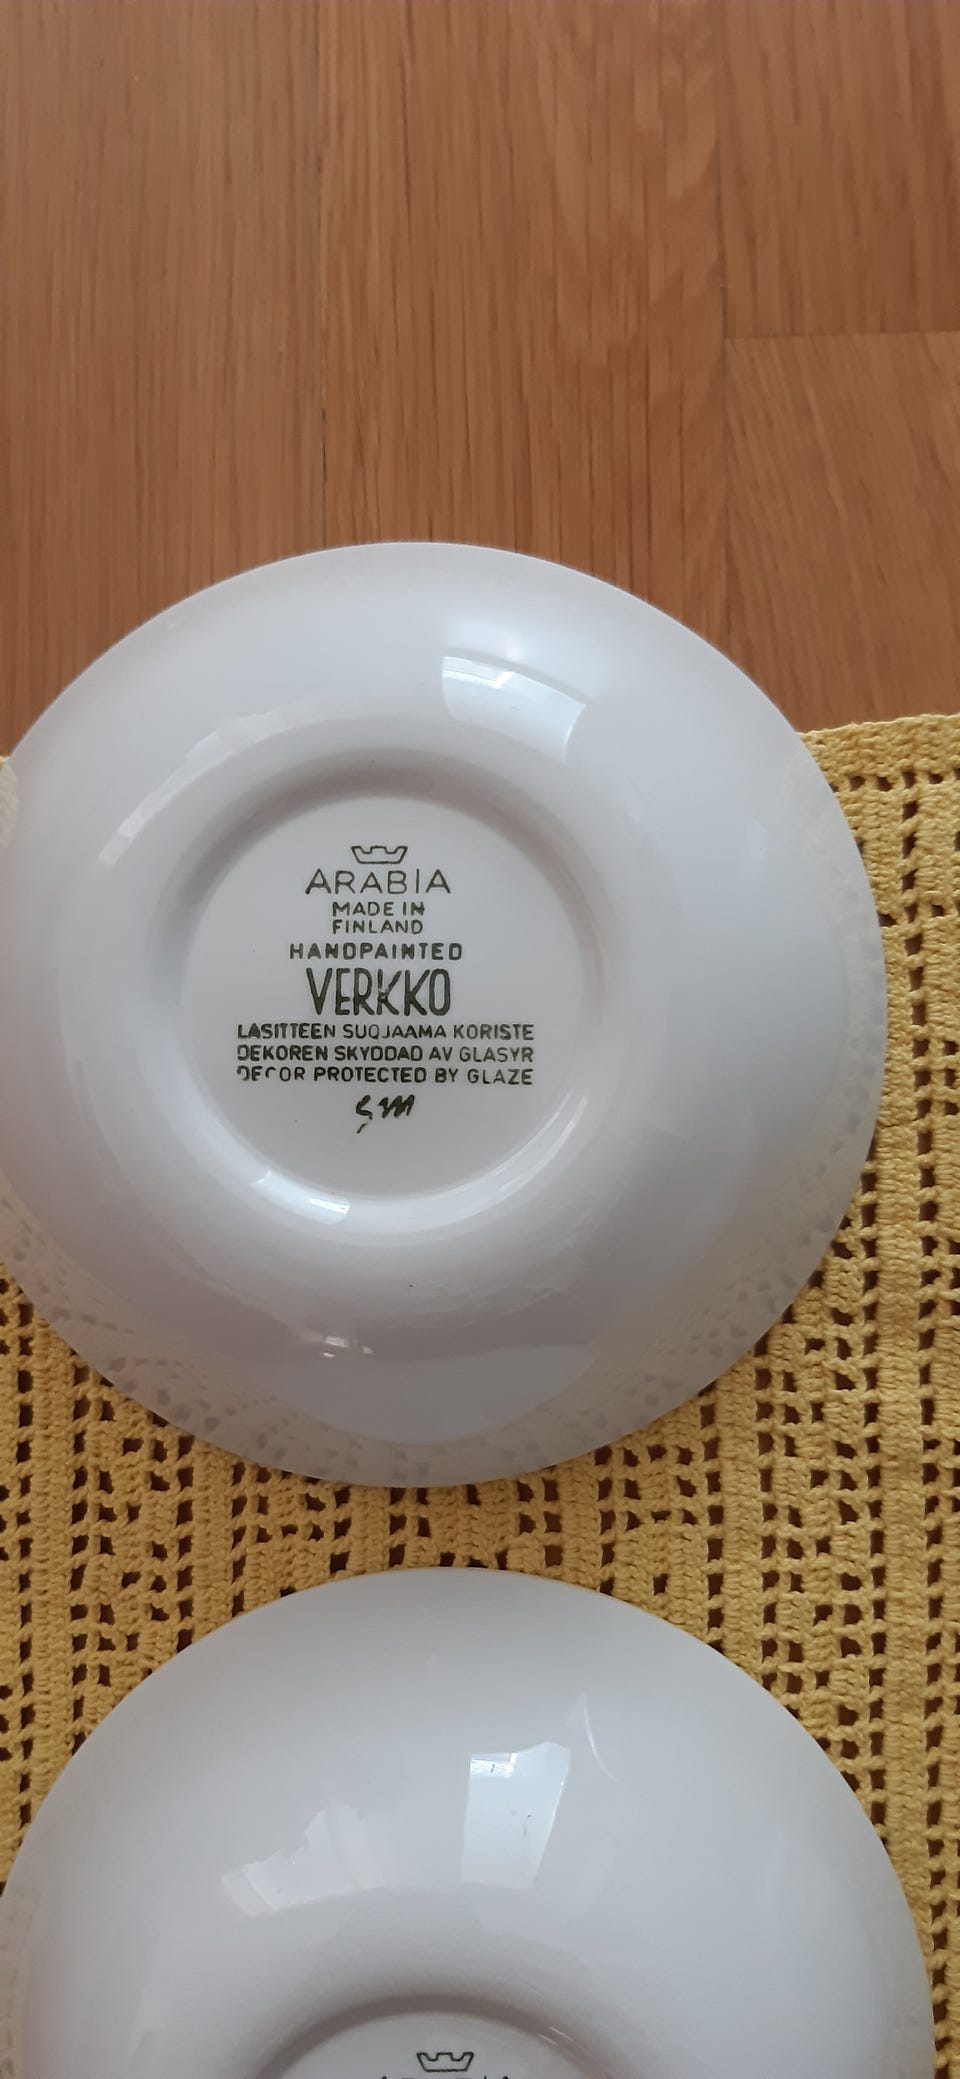 ARABIA
MADE IN
FINLAND
HANDPAINTED
VERKKO
LASITTEEN SUOJAAMA KORISTE
DEKOREN SKYDDAD AV GLASYR
DECOR PROTECTED BY GLAZE